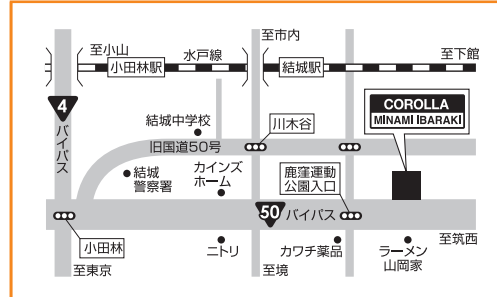 至市内
至小山
水戸線
至下館
小田林駅
結城駅
4
バイパス
COROLLA
MINAMI IBARAKI
結城中学校
川木谷
旧国道50号
結城
警察署
カインズ
ホーム
鹿窪運動
公園入口
50 バイパス
小田林
ニトリ
カワチ薬品
ラーメン
山岡家
至筑西
至東京
至境